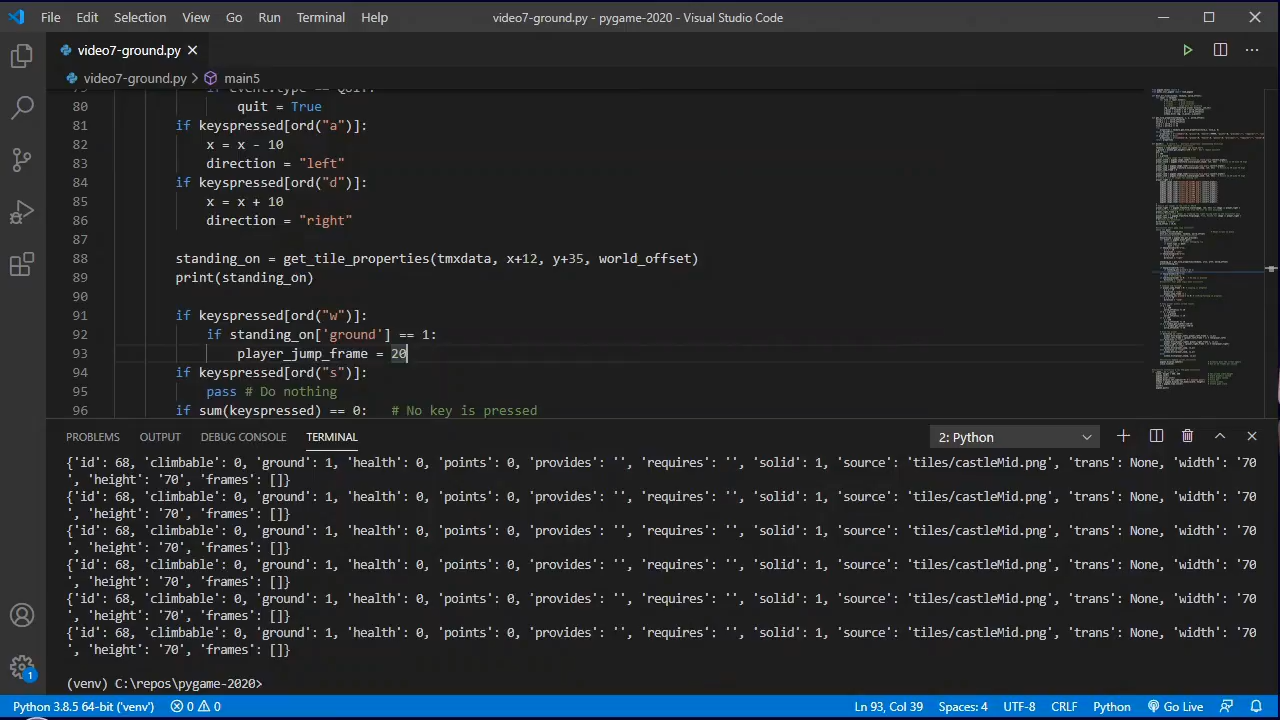 File Edit Selection View Go Run Terminal Help video7-ground.py - pygame-2020 - Visual Studio Code
video7-ground.py
video7-ground.py > main5
79 if event.type == QUIT:
80 quit = True
81 if keyspressed[ord("a")]:
82 x = x - 10
83 direction = "left"
84 if keyspressed[ord("d")]:
85 x = x + 10
86 direction = "right"
87
88 standing_on = get_tile_properties(tmxdata, x+12, y+35, world_offset)
89 print(standing_on)
90
91 if keyspressed[ord("w")]:
92 if standing_on['ground'] == 1:
93 player_jump_frame = 20
94 if keyspressed[ord("s")]:
95 pass # Do nothing
96 if sum(keyspressed) == 0: # No key is pressed
PROBLEMS OUTPUT DEBUG CONSOLE TERMINAL 2: Python
{'id': 68, 'climbable': 0, 'ground': 1, 'health': 0, 'points': 0, 'provides': '', 'requires': '', 'solid': 1, 'source': 'tiles/castleMid.png', 'trans': None, 'width': '70
', 'height': '70', 'frames': []}
{'id': 68, 'climbable': 0, 'ground': 1, 'health': 0, 'points': 0, 'provides': '', 'requires': '', 'solid': 1, 'source': 'tiles/castleMid.png', 'trans': None, 'width': '70
', 'height': '70', 'frames': []}
{'id': 68, 'climbable': 0, 'ground': 1, 'health': 0, 'points': 0, 'provides': '', 'requires': '', 'solid': 1, 'source': 'tiles/castleMid.png', 'trans': None, 'width': '70
', 'height': '70', 'frames': []}
{'id': 68, 'climbable': 0, 'ground': 1, 'health': 0, 'points': 0, 'provides': '', 'requires': '', 'solid': 1, 'source': 'tiles/castleMid.png', 'trans': None, 'width': '70
', 'height': '70', 'frames': []}
{'id': 68, 'climbable': 0, 'ground': 1, 'health': 0, 'points': 0, 'provides': '', 'requires': '', 'solid': 1, 'source': 'tiles/castleMid.png', 'trans': None, 'width': '70
', 'height': '70', 'frames': []}
{'id': 68, 'climbable': 0, 'ground': 1, 'health': 0, 'points': 0, 'provides': '', 'requires': '', 'solid': 1, 'source': 'tiles/castleMid.png', 'trans': None, 'width': '70
', 'height': '70', 'frames': []}
(venv) C:\repos\pygame-2020>
1
Python 3.8.5 64-bit ('venv') 0 0 Ln 93, Col 39 Spaces: 4 UTF-8 CRLF Python Go Live